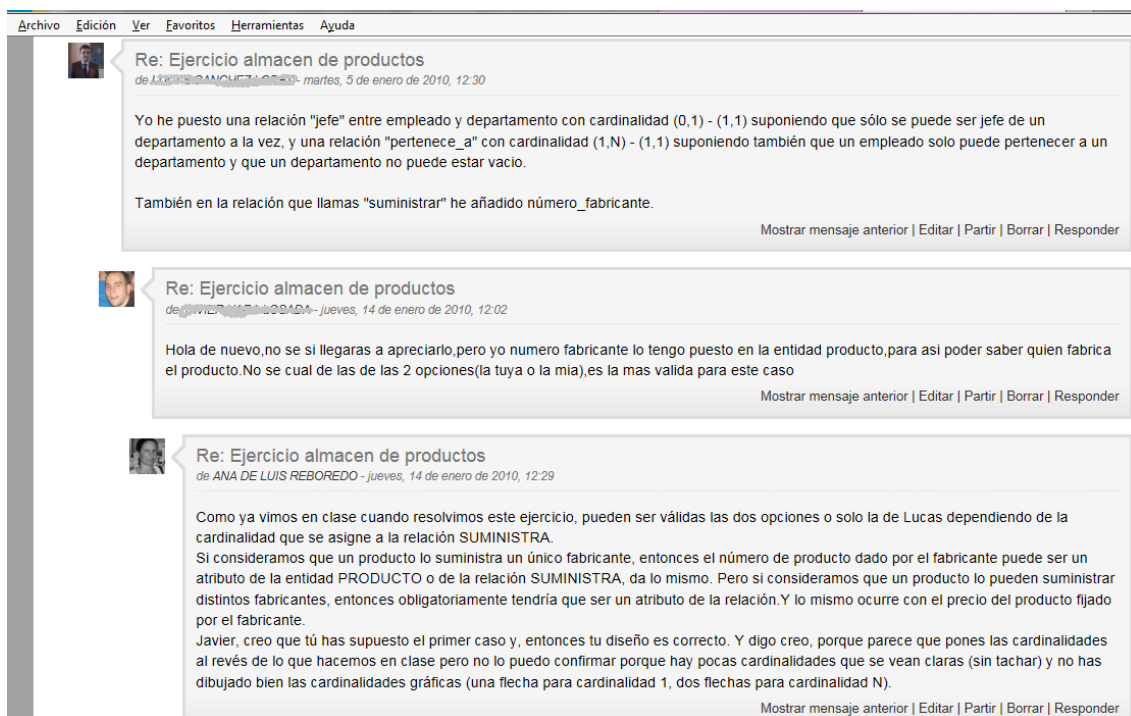 Archivo Edición Ver Favoritos Herramientas Ayuda
Re: Ejercicio almacen de productos
de - martes, 5 de enero de 2010, 12:30
Yo he puesto una relación "jefe" entre empleado y departamento con cardinalidad (0,1) - (1,1) suponiendo que sólo se puede ser jefe de un
departamento a la vez, y una relación "pertenece_a" con cardinalidad (1,N) - (1,1) suponiendo también que un empleado solo puede pertenecer a un
departamento y que un departamento no puede estar vacio.
También en la relación que llamas "suministrar" he añadido número_fabricante.
Mostrar mensaje anterior | Editar | Partir | Borrar | Responder
Re: Ejercicio almacen de productos
de - jueves, 14 de enero de 2010, 12:02
Hola de nuevo,no se si llegaras a apreciarlo,pero yo numero fabricante lo tengo puesto en la entidad producto,para asi poder saber quien fabrica
el producto.No se cual de las de las 2 opciones(la tuya o la mia),es la mas valida para este caso
Mostrar mensaje anterior | Editar | Partir | Borrar | Responder
Re: Ejercicio almacen de productos
de ANA DE LUIS REBOREDO - jueves, 14 de enero de 2010, 12:29
Como ya vimos en clase cuando resolvimos este ejercicio, pueden ser válidas las dos opciones o solo la de Lucas dependiendo de la
cardinalidad que se asigne a la relación SUMINISTRA.
Si consideramos que un producto lo suministra un único fabricante, entonces el número de producto dado por el fabricante puede ser un
atributo de la entidad PRODUCTO o de la relación SUMINISTRA, da lo mismo. Pero si consideramos que un producto lo pueden suministrar
distintos fabricantes, entonces obligatoriamente tendría que ser un atributo de la relación.Y lo mismo ocurre con el precio del producto fijado
por el fabricante.
Javier, creo que tú has supuesto el primer caso y, entonces tu diseño es correcto. Y digo creo, porque parece que pones las cardinalidades
al revés de lo que hacemos en clase pero no lo puedo confirmar porque hay pocas cardinalidades que se vean claras (sin tachar) y no has
dibujado bien las cardinalidades gráficas (una flecha para cardinalidad 1, dos flechas para cardinalidad N).
Mostrar mensaje anterior | Editar | Partir | Borrar | Responder